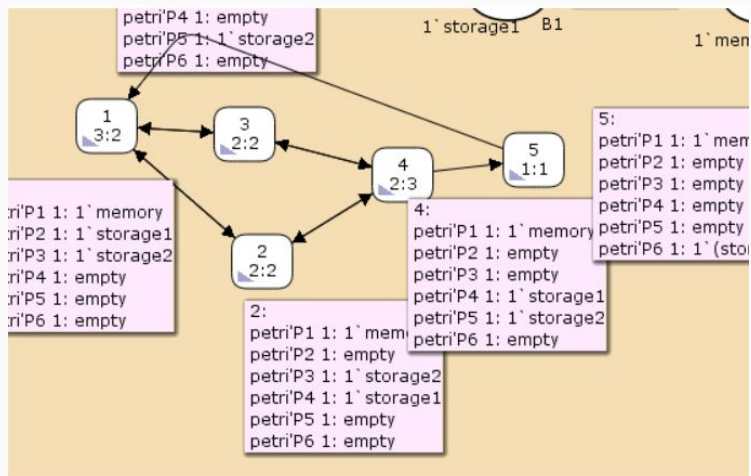 petri'P4 1: empty
petri'P5 1: 1`storage2
petri'P6 1: empty
1`storage1
B1
1`mem
1
3:2
3
2:2
4
2:3
5
1:1
2
2:2
tri'P1 1: 1`memory
tri'P2 1: 1`storage1
tri'P3 1: 1`storage2
tri'P4 1: empty
tri'P5 1: empty
tri'P6 1: empty
2:
petri'P1 1: 1`mem
petri'P2 1: empty
petri'P3 1: 1`storage2
petri'P4 1: 1`storage1
petri'P5 1: empty
petri'P6 1: empty
4:
petri'P1 1: 1`memory
petri'P2 1: empty
petri'P3 1: empty
petri'P4 1: 1`storage1
petri'P5 1: 1`storage2
petri'P6 1: empty
5:
petri'P1 1: 1`mem
petri'P2 1: empty
petri'P3 1: empty
petri'P4 1: empty
petri'P5 1: empty
petri'P6 1: 1`(stor